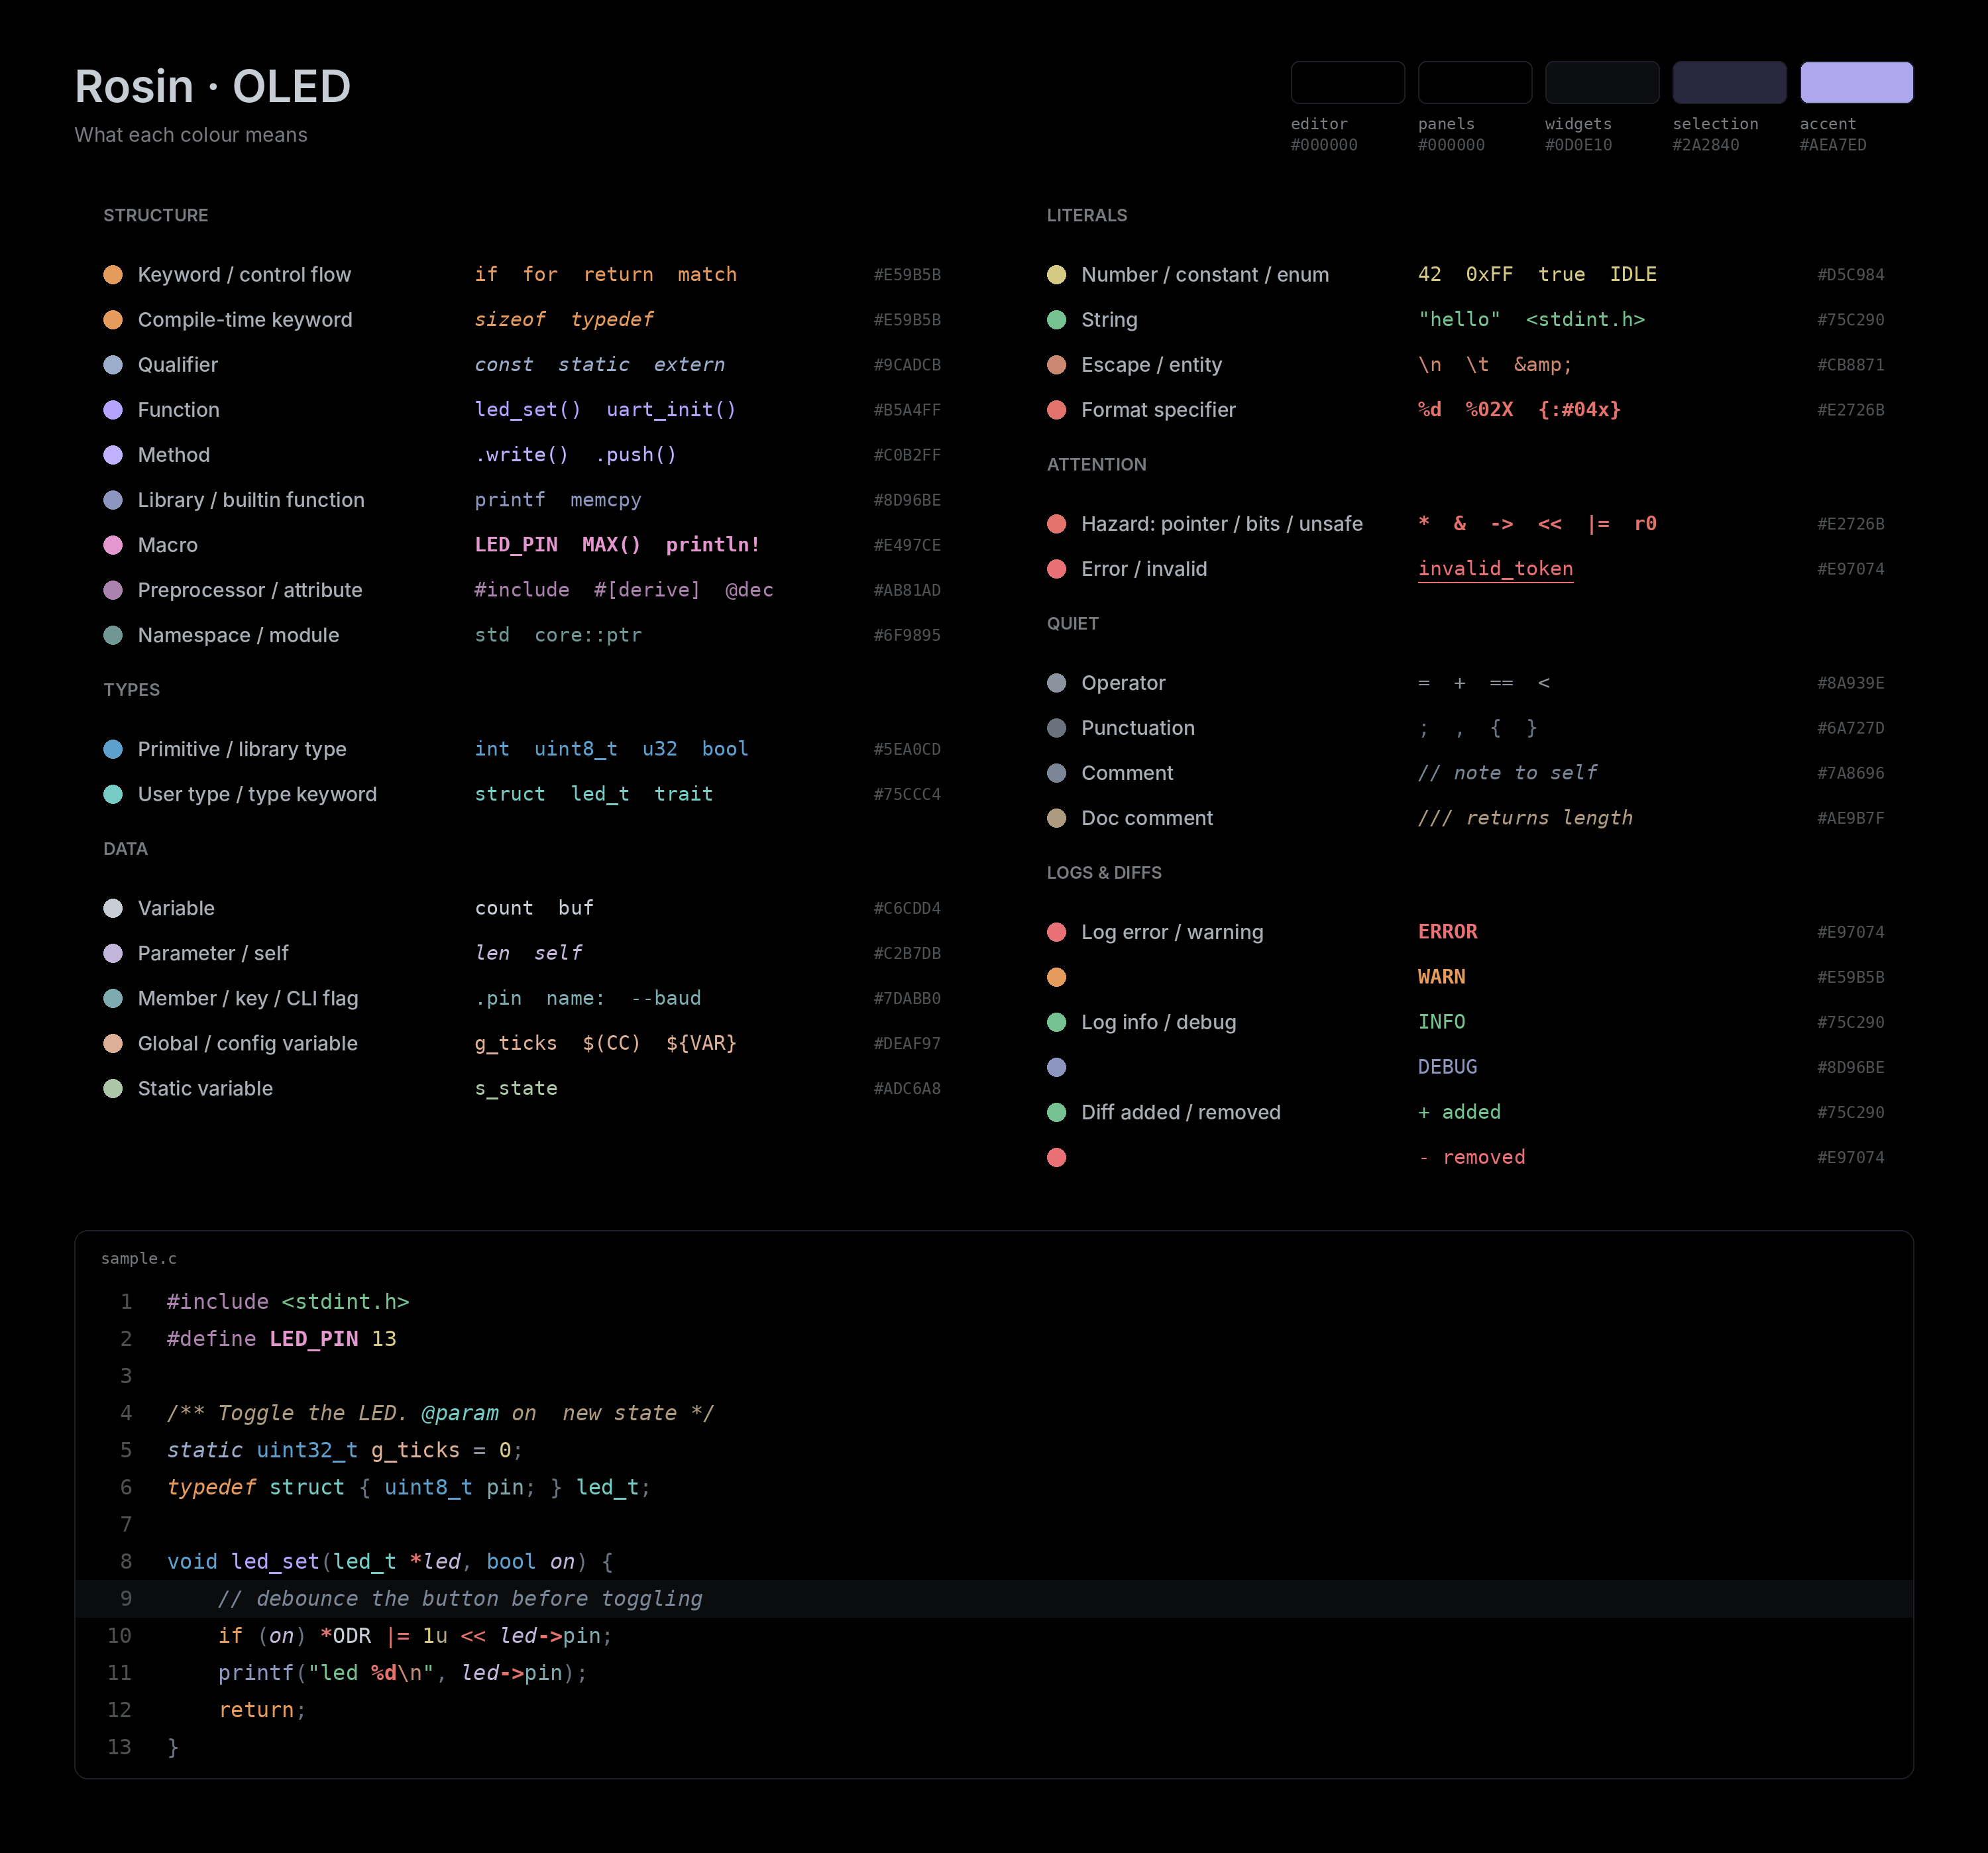 Rosin · OLED
What each colour means
editor panels widgets selection accent
#000000 #000000 #0D0E10 #2A2840 #AEA7ED
STRUCTURE
Keyword / control flow if for return match #E59B5B
Compile-time keyword sizeof typedef #E59B5B
Qualifier const static extern #9CADCB
Function led_set() uart_init() #B5A4FF
Method .write() .push() #C0B2FF
Library / builtin function printf memcpy #8D96BE
Macro LED_PIN MAX() println! #E497CE
Preprocessor / attribute #include #[derive] @dec #AB81AD
Namespace / module std core::ptr #6F9895
TYPES
Primitive / library type int uint8_t u32 bool #5EA0CD
User type / type keyword struct led_t trait #75CCC4
DATA
Variable count buf #C6CDD4
Parameter / self len self #C2B7DB
Member / key / CLI flag .pin name: --baud #7DABB0
Global / config variable g_ticks $(CC) ${VAR} #DEAF97
Static variable s_state #ADC6A8
LITERALS
Number / constant / enum 42 0xFF true IDLE #D5C984
String "hello" <stdint.h> #75C290
Escape / entity \n \t &amp; #CB8871
Format specifier %d %02X {:#04x} #E2726B
ATTENTION
Hazard: pointer / bits / unsafe * & -> << |= r0 #E2726B
Error / invalid invalid_token #E97074
QUIET
Operator = + == < #8A939E
Punctuation ; , { } #6A727D
Comment // note to self #7A8696
Doc comment /// returns length #AE9B7F
LOGS & DIFFS
Log error / warning ERROR #E97074
WARN #E59B5B
Log info / debug INFO #75C290
DEBUG #8D96BE
Diff added / removed + added #75C290
- removed #E97074
sample.c
1 #include <stdint.h>
2 #define LED_PIN 13
3
4 /** Toggle the LED. @param on  new state */
5 static uint32_t g_ticks = 0;
6 typedef struct { uint8_t pin; } led_t;
7
8 void led_set(led_t *led, bool on) {
9     // debounce the button before toggling
10     if (on) *ODR |= 1u << led->pin;
11     printf("led %d\n", led->pin);
12     return;
13 }